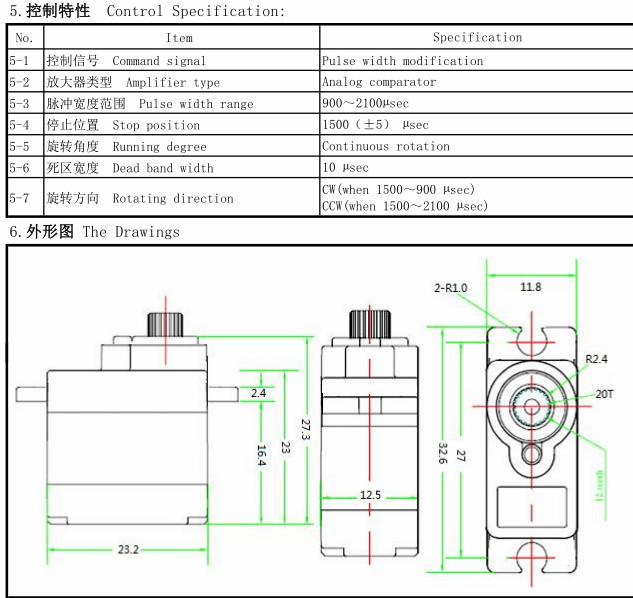 5.控制特性 Control Specification:
No. Item Specification
5-1 控制信号 Command signal Pulse width modification
5-2 放大器类型 Amplifier type Analog comparator
5-3 脉冲宽度范围 Pulse width range 900～2100μsec
5-4 停止位置 Stop position 1500（±5） μsec
5-5 旋转角度 Running degree Continuous rotation
5-6 死区宽度 Dead band width 10 μsec
5-7 旋转方向 Rotating direction CW(when 1500～900 μsec)
CCW(when 1500～2100 μsec)
6.外形图 The Drawings
2-R1.0
11.8
R2.4
20T
2.4
27.3
23
16.4
32.6
27
12 teeth
12.5
23.2